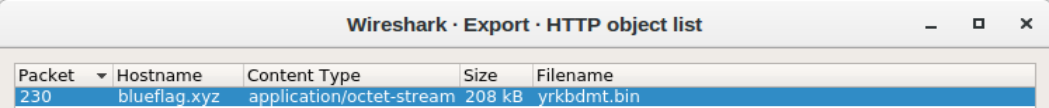 Wireshark · Export · HTTP object list
Packet Hostname Content Type Size Filename
230 blueflag.xyz application/octet-stream 208 kB yrkbdmt.bin